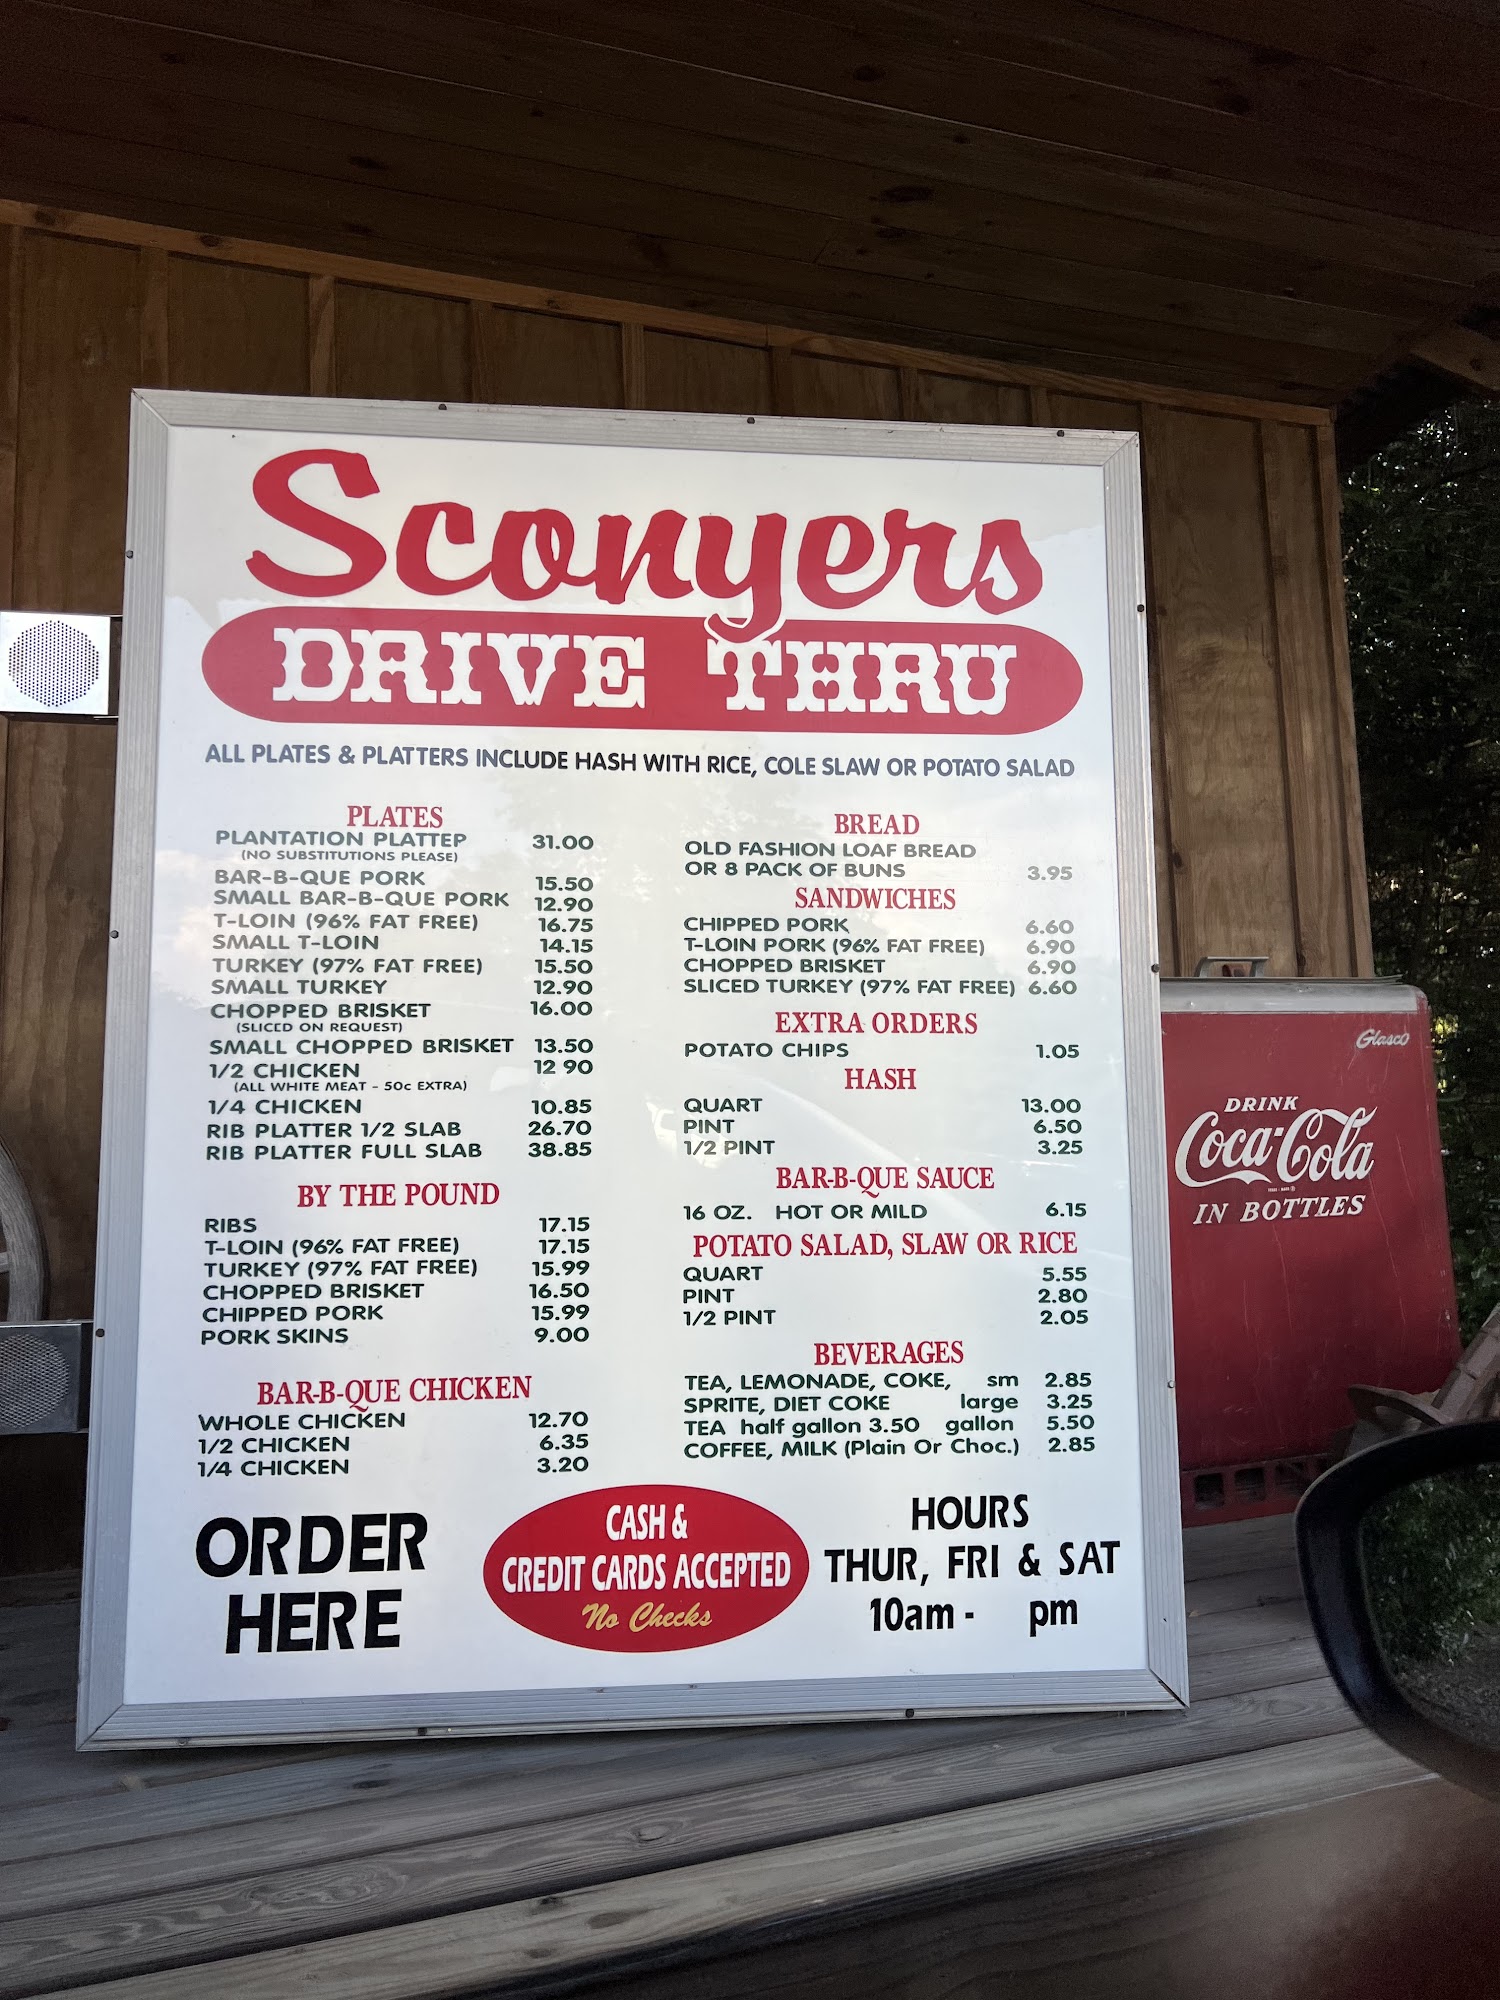 Sconyers
DRIVE THRU
ALL PLATES & PLATTERS INCLUDE HASH WITH RICE, COLE SLAW OR POTATO SALAD
PLATES
PLANTATION PLATTEP 31.00
(NO SUBSTITUTIONS PLEASE)
BAR-B-QUE PORK 15.50
SMALL BAR-B-QUE PORK 12.90
T-LOIN (96% FAT FREE) 16.75
SMALL T-LOIN 14.15
TURKEY (97% FAT FREE) 15.50
SMALL TURKEY 12.90
CHOPPED BRISKET 16.00
(SLICED ON REQUEST)
SMALL CHOPPED BRISKET 13.50
1/2 CHICKEN 12 90
(ALL WHITE MEAT - 50c EXTRA)
1/4 CHICKEN 10.85
RIB PLATTER 1/2 SLAB 26.70
RIB PLATTER FULL SLAB 38.85
BY THE POUND
RIBS 17.15
T-LOIN (96% FAT FREE) 17.15
TURKEY (97% FAT FREE) 15.99
CHOPPED BRISKET 16.50
CHIPPED PORK 15.99
PORK SKINS 9.00
BAR-B-QUE CHICKEN
WHOLE CHICKEN 12.70
1/2 CHICKEN 6.35
1/4 CHICKEN 3.20
BREAD
OLD FASHION LOAF BREAD
OR 8 PACK OF BUNS 3.95
SANDWICHES
CHIPPED PORK 6.60
T-LOIN PORK (96% FAT FREE) 6.90
CHOPPED BRISKET 6.90
SLICED TURKEY (97% FAT FREE) 6.60
EXTRA ORDERS
POTATO CHIPS 1.05
HASH
QUART 13.00
PINT 6.50
1/2 PINT 3.25
BAR-B-QUE SAUCE
16 OZ. HOT OR MILD 6.15
POTATO SALAD, SLAW OR RICE
QUART 5.55
PINT 2.80
1/2 PINT 2.05
BEVERAGES
TEA, LEMONADE, COKE, sm 2.85
SPRITE, DIET COKE large 3.25
TEA half gallon 3.50 gallon 5.50
COFFEE, MILK (Plain Or Choc.) 2.85
ORDER
HERE
CASH &
CREDIT CARDS ACCEPTED
No Checks
HOURS
THUR, FRI & SAT
10am - pm
Glasco
DRINK
Coca-Cola
IN BOTTLES